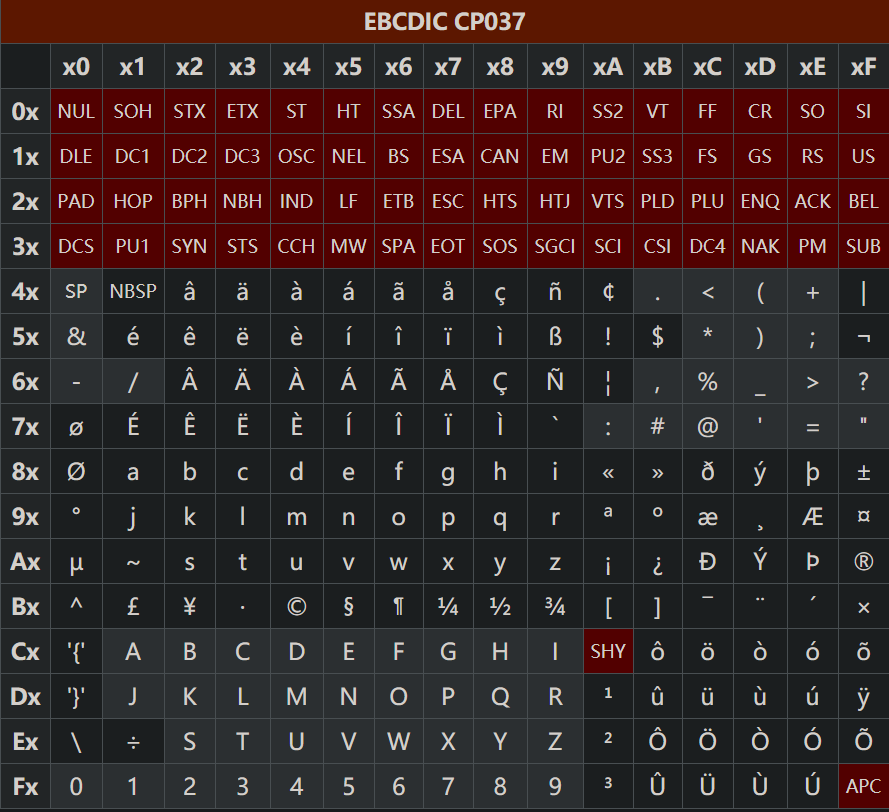 EBCDIC CP037
x0 x1 x2 x3 x4 x5 x6 x7 x8 x9 xA xB xC xD xE xF
0x NUL SOH STX ETX ST HT SSA DEL EPA RI SS2 VT FF CR SO SI
1x DLE DC1 DC2 DC3 OSC NEL BS ESA CAN EM PU2 SS3 FS GS RS US
2x PAD HOP BPH NBH IND LF ETB ESC HTS HTJ VTS PLD PLU ENQ ACK BEL
3x DCS PU1 SYN STS CCH MW SPA EOT SOS SGCI SCI CSI DC4 NAK PM SUB
4x SP NBSP â ä à á ã å ç ñ ¢ . < ( + |
5x & é ê ë è í î ï ì ß ! $ * ) ; ¬
6x - / Â Ä À Á Ã Å Ç Ñ ¦ , % _ > ?
7x ø É Ê Ë È Í Î Ï Ì ` : # @ ' = "
8x Ø a b c d e f g h i « » ð ý þ ±
9x ° j k l m n o p q r ª º æ ¸ Æ ¤
Ax µ ~ s t u v w x y z ¡ ¿ Ð Ý Þ ®
Bx ^ £ ¥ · © § ¶ ¼ ½ ¾ [ ] ¯ ¨ ´ ×
Cx '{' A B C D E F G H I SHY ô ö ò ó õ
Dx '}' J K L M N O P Q R ¹ û ü ù ú ÿ
Ex \ ÷ S T U V W X Y Z ² Ô Ö Ò Ó Õ
Fx 0 1 2 3 4 5 6 7 8 9 ³ Û Ü Ù Ú APC